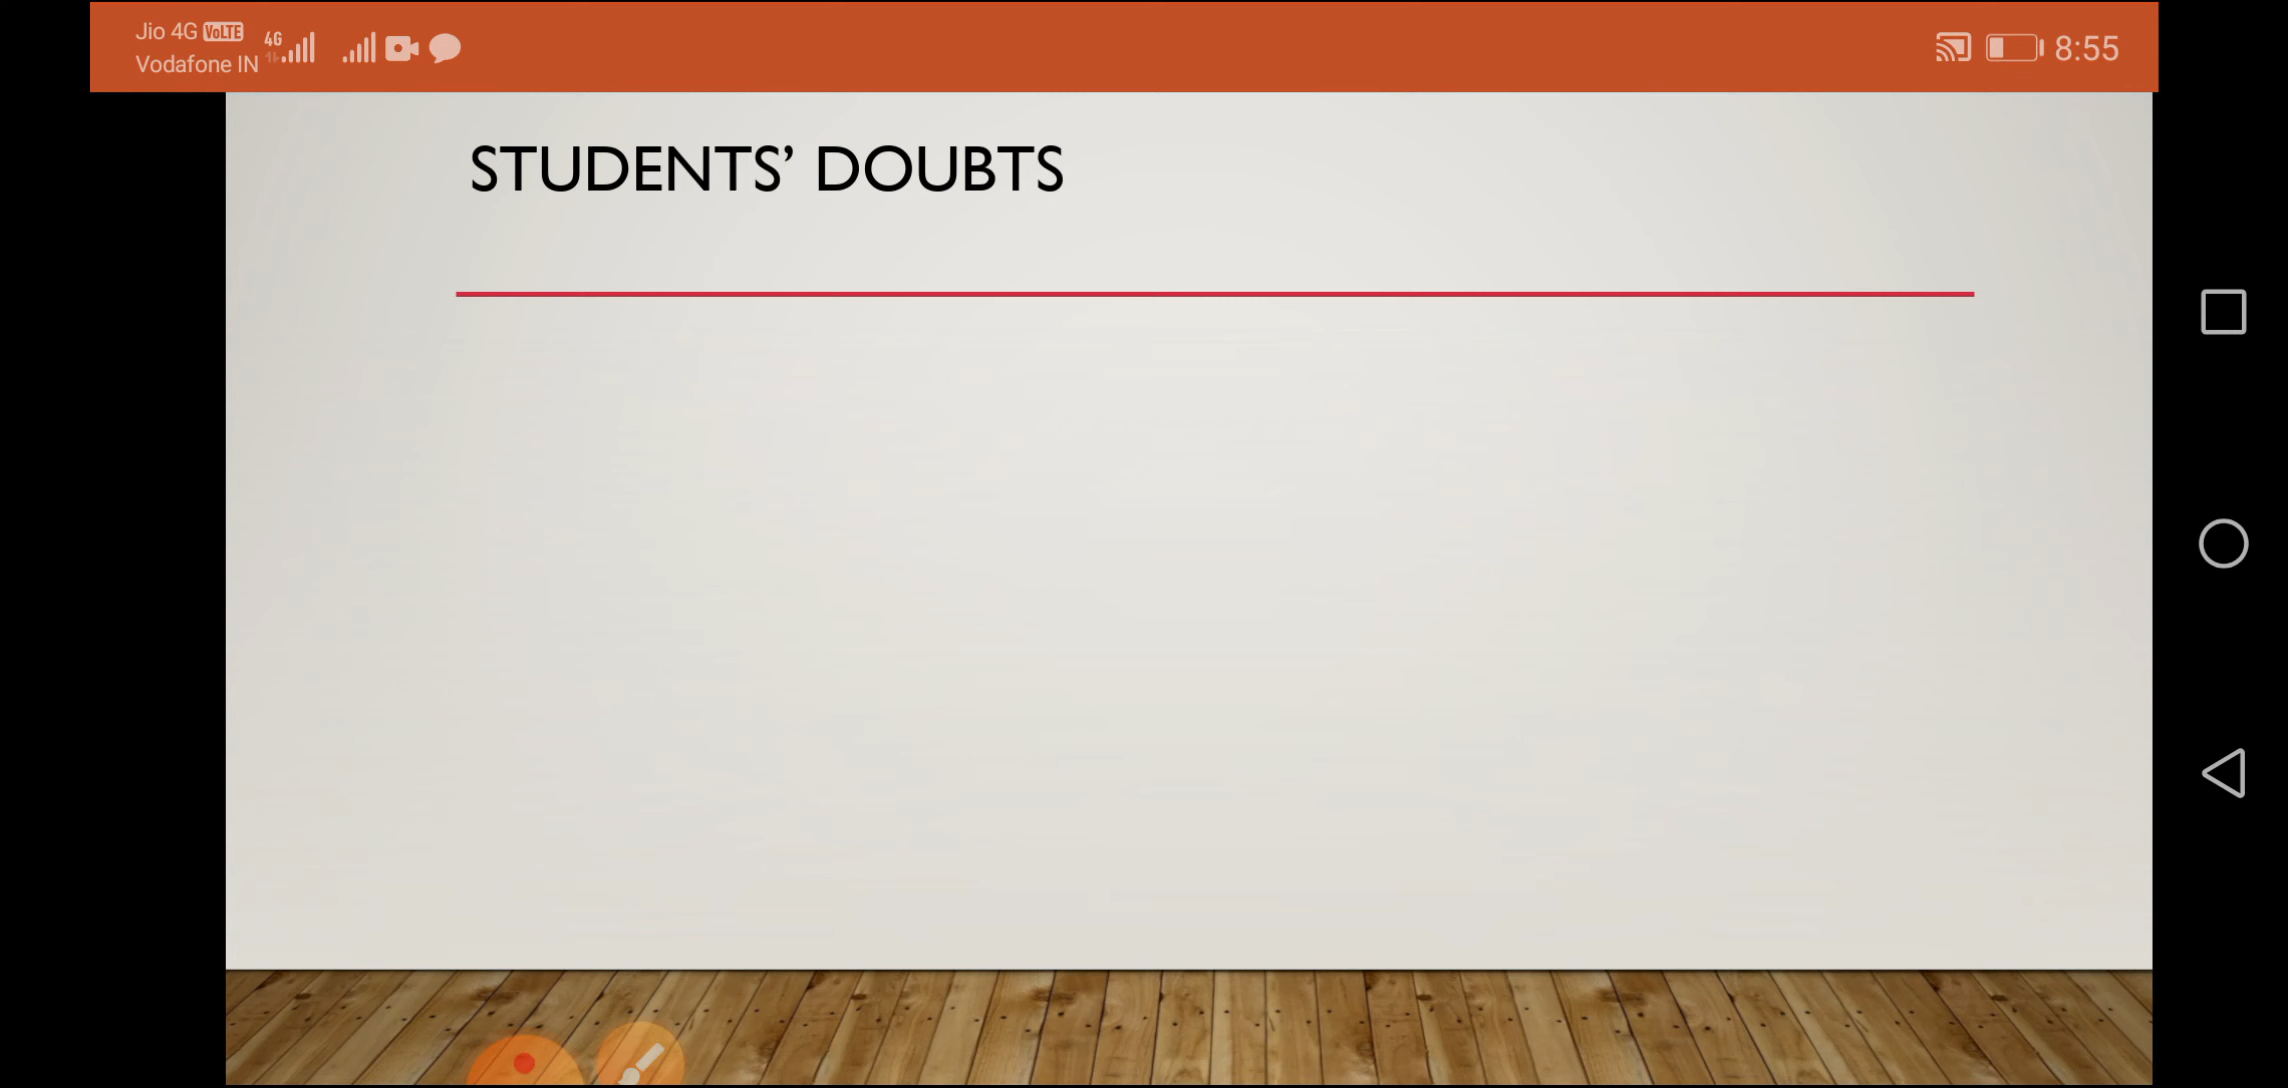 Jio 4G VoLTE
Vodafone IN
4G
8:55
STUDENTS’ DOUBTS